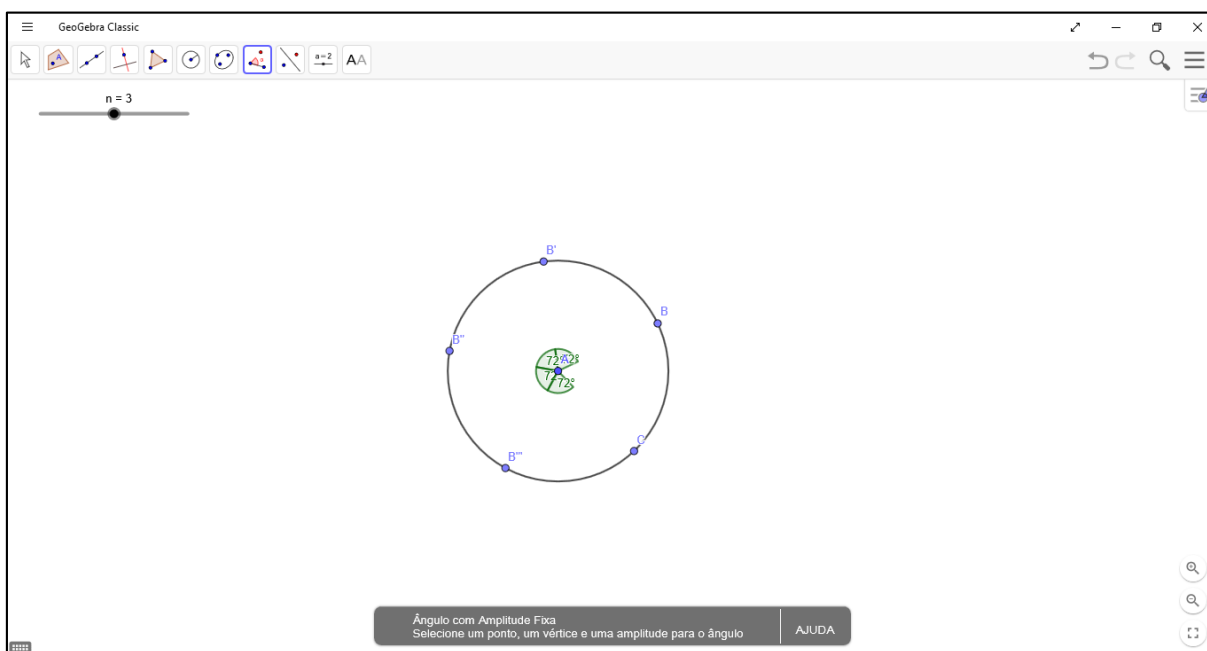 GeoGebra Classic
A
a=2
AA
n = 3
B'
B
B''
72°
72°
A
72°
72°
C
B'''
Ângulo com Amplitude Fixa
Selecione um ponto, um vértice e uma amplitude para o ângulo
AJUDA